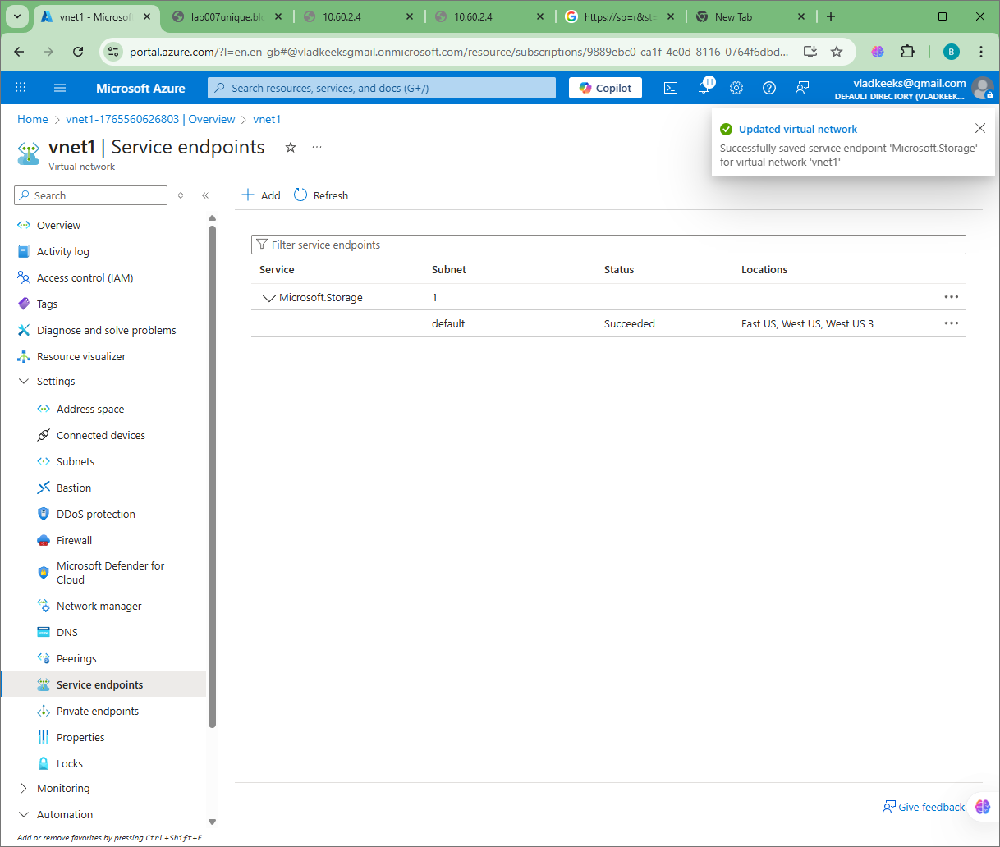 vnet1 - Microsof
lab007unique.blc
10.60.2.4
10.60.2.4
https://sp=r&st=
New Tab
portal.azure.com/?l=en.en-gb#@vladkeeksgmail.onmicrosoft.com/resource/subscriptions/9889ebc0-ca1f-4e0d-8116-0764f6dbd...
B
Microsoft Azure
Search resources, services, and docs (G+/)
Copilot
11
vladkeeks@gmail.com
DEFAULT DIRECTORY (VLADKEEK...
Home > vnet1-1765560626803 | Overview > vnet1
Updated virtual network
Successfully saved service endpoint 'Microsoft.Storage'
for virtual network 'vnet1'
vnet1 | Service endpoints
Virtual network
Search
Add
Refresh
Overview
Activity log
Access control (IAM)
Tags
Diagnose and solve problems
Resource visualizer
Settings
Address space
Connected devices
Subnets
Bastion
DDoS protection
Firewall
Microsoft Defender for
Cloud
Network manager
DNS
Peerings
Service endpoints
Private endpoints
Properties
Locks
Monitoring
Automation
Add or remove favorites by pressing Ctrl+Shift+F
Filter service endpoints
Service Subnet Status Locations
Microsoft.Storage 1
default Succeeded East US, West US, West US 3
Give feedback